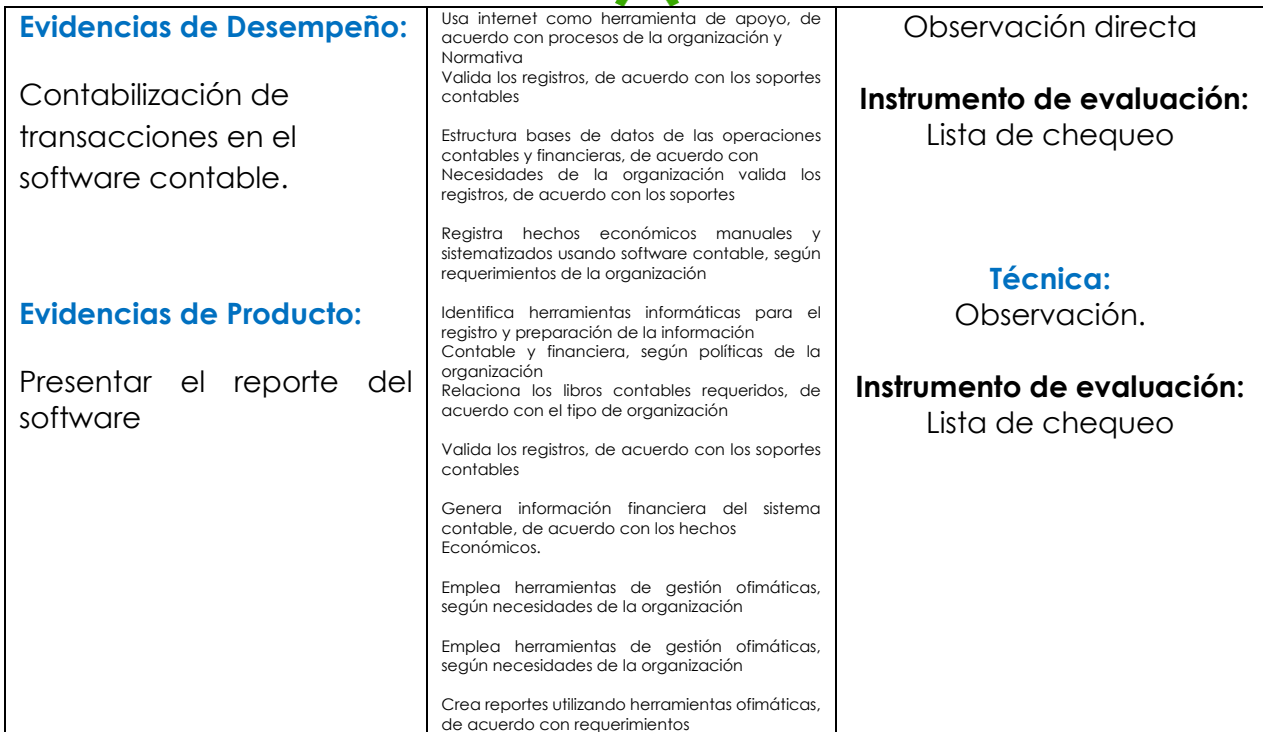 Evidencias de Desempeño:
Contabilización de
transacciones en el
software contable.
Evidencias de Producto:
Presentar el reporte del
software
Usa internet como herramienta de apoyo, de
acuerdo con procesos de la organización y
Normativa
Valida los registros, de acuerdo con los soportes
contables
Estructura bases de datos de las operaciones
contables y financieras, de acuerdo con
Necesidades de la organización valida los
registros, de acuerdo con los soportes
Registra hechos económicos manuales y
sistematizados usando software contable, según
requerimientos de la organización
Identifica herramientas informáticas para el
registro y preparación de la información
Contable y financiera, según políticas de la
organización
Relaciona los libros contables requeridos, de
acuerdo con el tipo de organización
Valida los registros, de acuerdo con los soportes
contables
Genera información financiera del sistema
contable, de acuerdo con los hechos
Económicos.
Emplea herramientas de gestión ofimáticas,
según necesidades de la organización
Emplea herramientas de gestión ofimáticas,
según necesidades de la organización
Crea reportes utilizando herramientas ofimáticas,
de acuerdo con requerimientos
Observación directa
Instrumento de evaluación:
Lista de chequeo
Técnica:
Observación.
Instrumento de evaluación:
Lista de chequeo